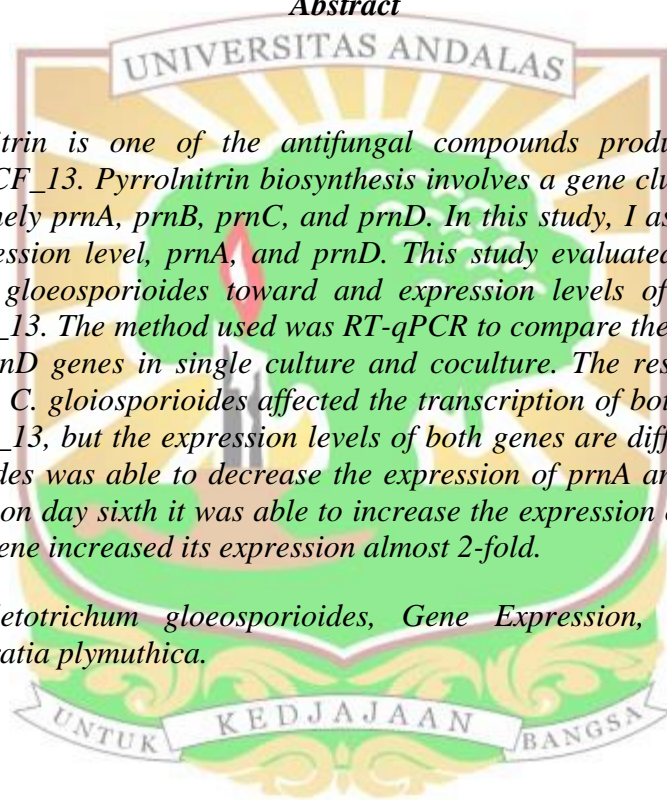 Abstract
UNIVERSITAS ANDALAS
itrin is one of the antifungal compounds produ
CF_13. Pyrrolnitrin biosynthesis involves a gene clu
ely prnA, prnB, prnC, and prnD. In this study, I as
ession level, prnA, and prnD. This study evaluated
gloeosporioides toward and expression levels of
_13. The method used was RT-qPCR to compare the
nD genes in single culture and coculture. The res
C. gloiosporioides affected the transcription of bot
_13, but the expression levels of both genes are diff
des was able to decrease the expression of prnA an
on day sixth it was able to increase the expression
ene increased its expression almost 2-fold.
letotrichum gloeosporioides, Gene Expression,
ratia plymuthica.
UNTUK KEDJAJAAN BANGSA